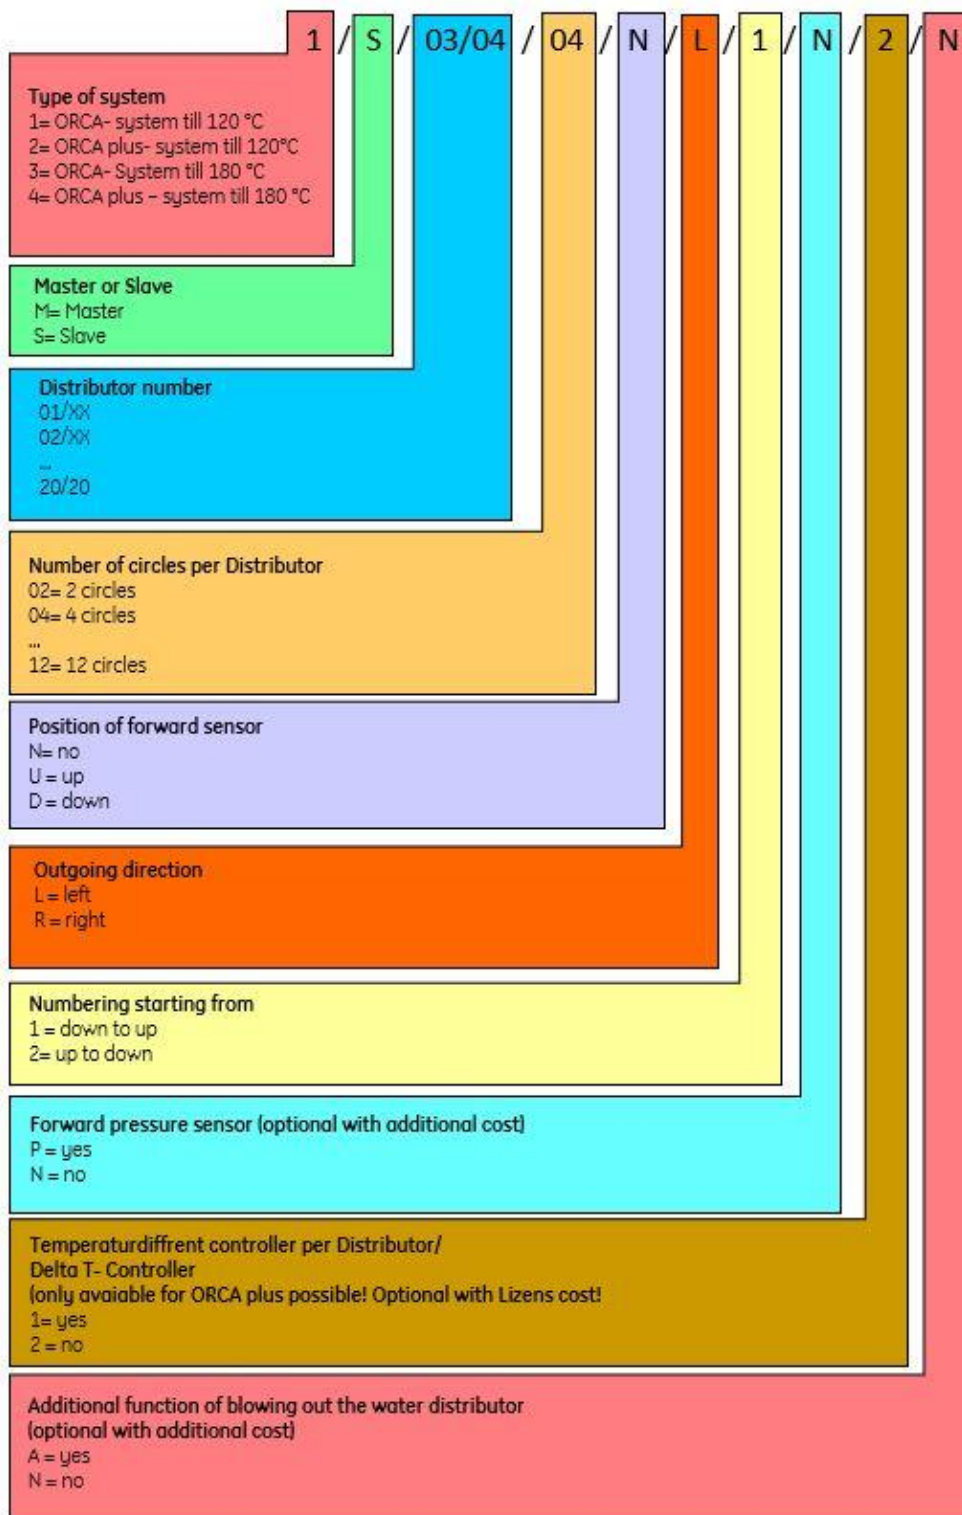 1 / S / 03/04 / 04 / N / L / 1 / N / 2 / N
Type of system
1= ORCA- system till 120 °C
2= ORCA plus- system till 120°C
3= ORCA- System till 180 °C
4= ORCA plus – system till 180 °C
Master or Slave
M= Master
S= Slave
Distributor number
01/XX
02/XX
...
20/20
Number of circles per Distributor
02= 2 circles
04= 4 circles
...
12= 12 circles
Position of forward sensor
N= no
U = up
D = down
Outgoing direction
L = left
R = right
Numbering starting from
1 = down to up
2= up to down
Forward pressure sensor (optional with additional cost)
P = yes
N = no
Temperaturdiffrent controller per Distributor/
Delta T- Controller
(only avaiable for ORCA plus possible! Optional with Lizens cost!
1= yes
2 = no
Additional function of blowing out the water distributor
(optional with additional cost)
A = yes
N = no